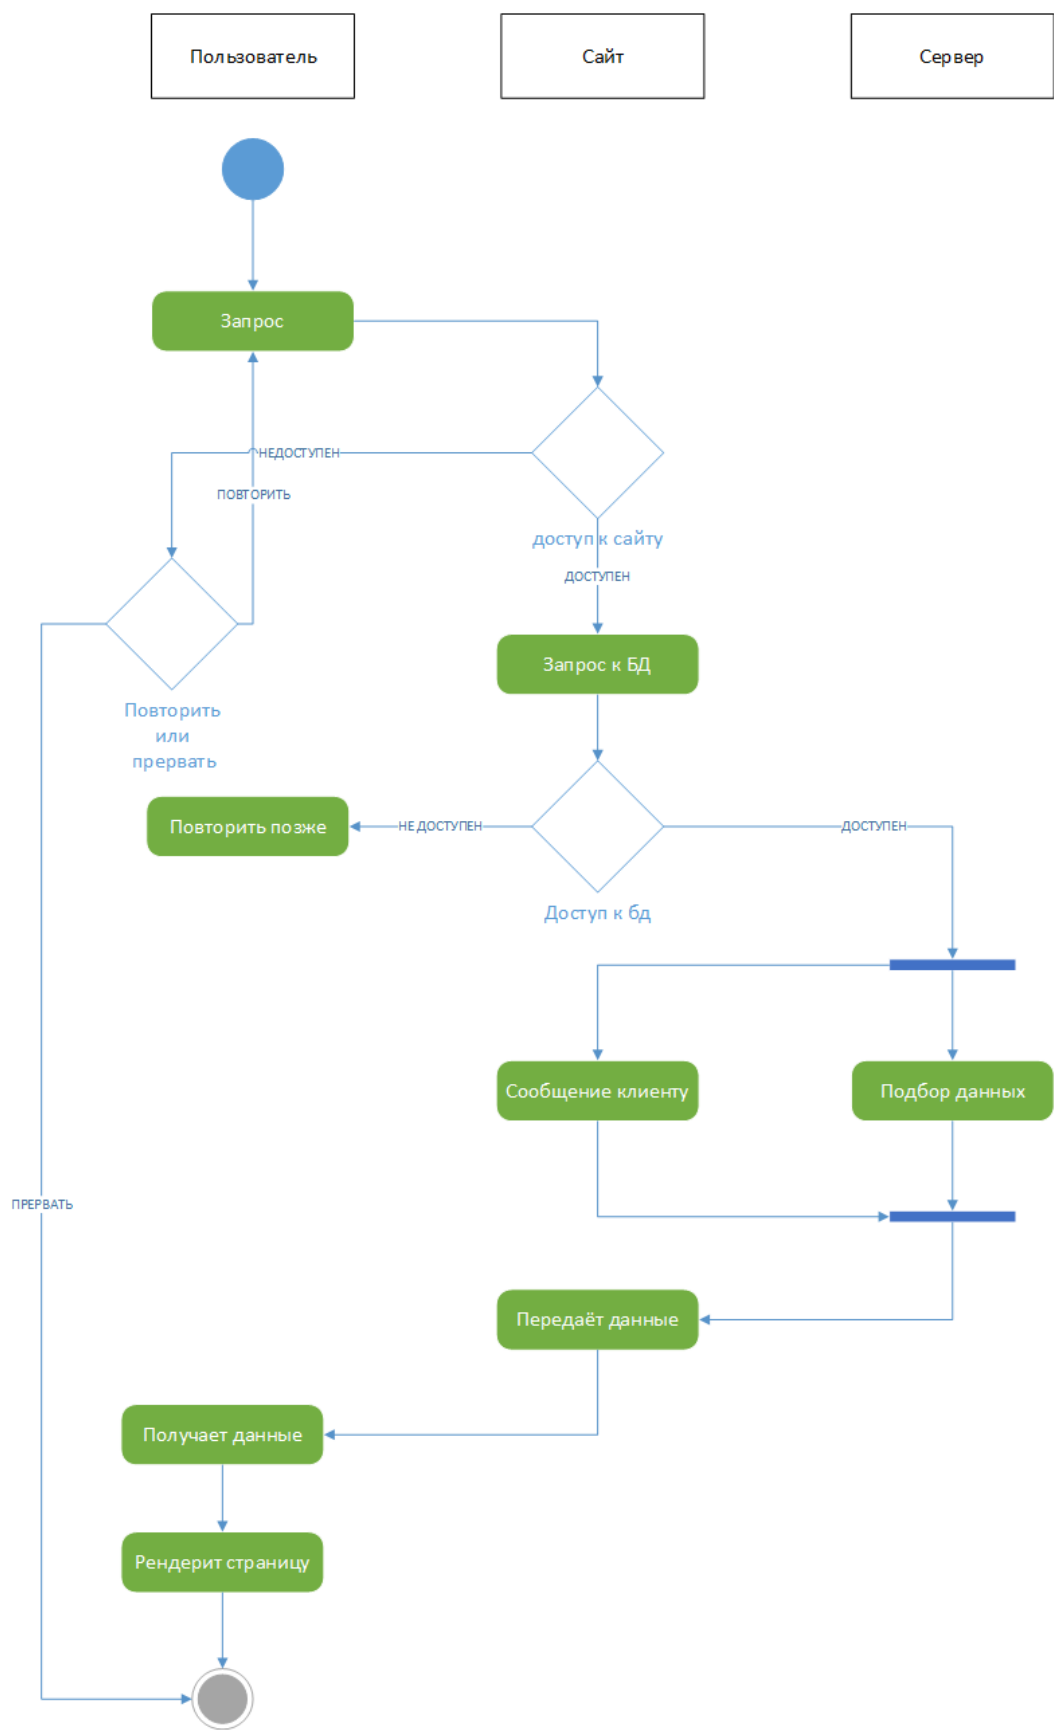 Пользователь
Сайт
Сервер
Запрос
НЕДОСТУПЕН
ПОВТОРИТЬ
доступ к сайту
ДОСТУПЕН
Запрос к БД
Повторить
или
прервать
Повторить позже
НЕ ДОСТУПЕН
ДОСТУПЕН
Доступ к бд
Сообщение клиенту
Подбор данных
ПРЕРВАТЬ
Передаёт данные
Получает данные
Рендерит страницу